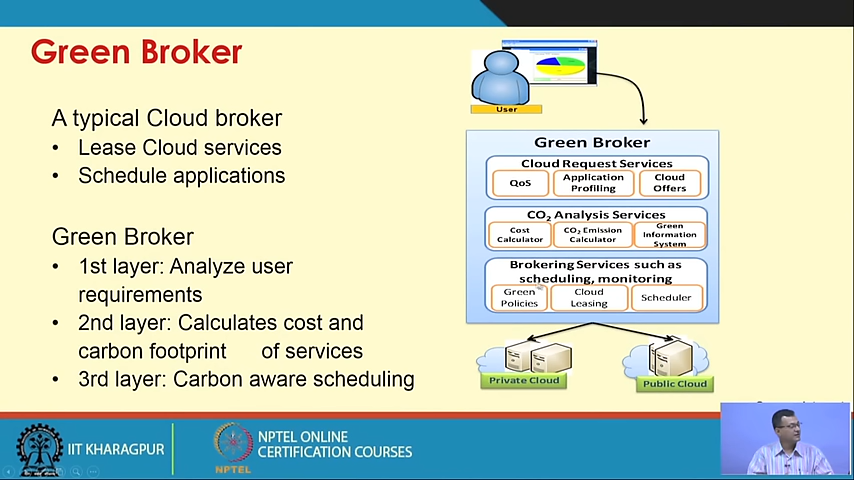 Green Broker
A typical Cloud broker
• Lease Cloud services
• Schedule applications
Green Broker
• 1st layer: Analyze user
requirements
• 2nd layer: Calculates cost and
carbon footprint of services
• 3rd layer: Carbon aware scheduling
User
Green Broker
Cloud Request Services
QoS
Application
Profiling
Cloud
Offers
CO2 Analysis Services
Cost
Calculator
CO2 Emission
Calculator
Green
Information
System
Brokering Services such as
scheduling, monitoring
Green
Policies
Cloud
Leasing
Scheduler
Private Cloud
Public Cloud
IIT KHARAGPUR
NPTEL
NPTEL ONLINE
CERTIFICATION COURSES